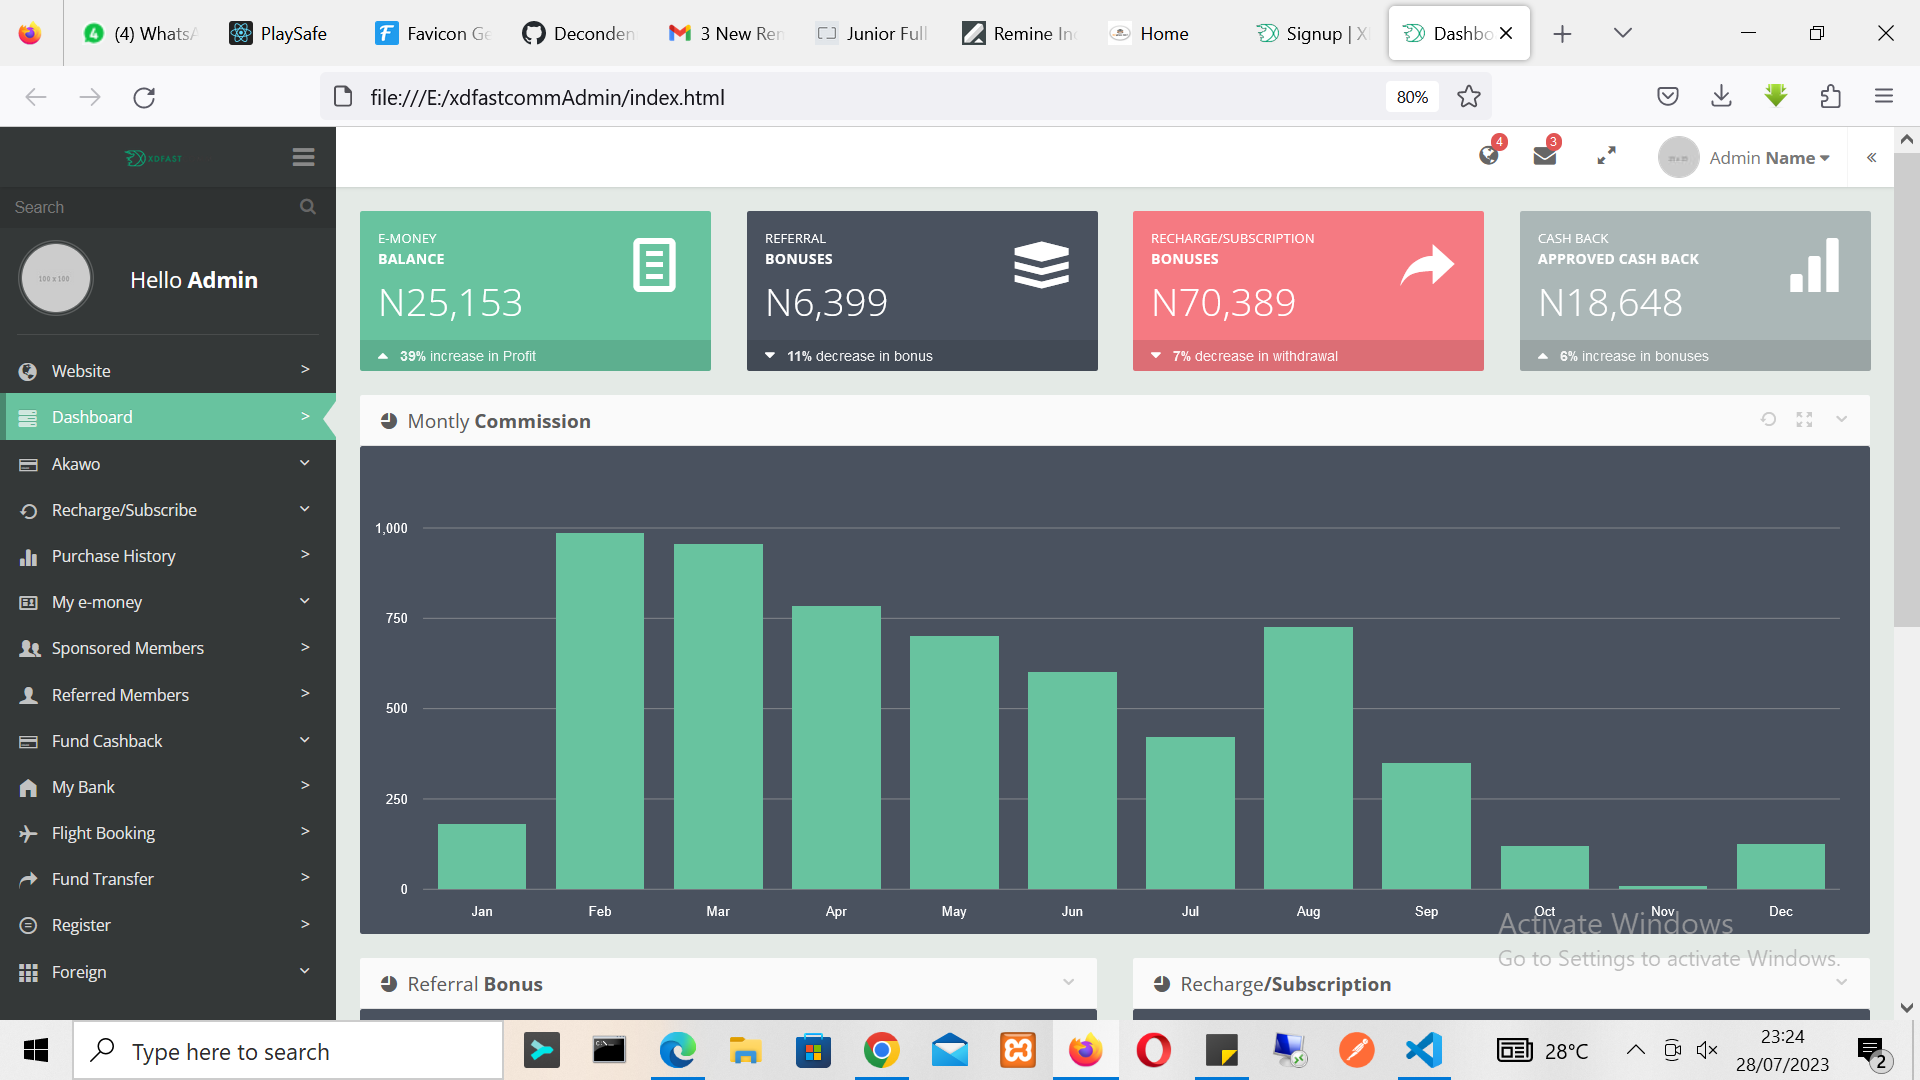 4
(4) WhatsA
PlaySafe
Favicon Ge
Deconden
3 New Ren
Junior Full
Remine In
Home
Signup | X
Dashbo
file:///E:/xdfastcommAdmin/index.html
80%
XDFAST
4
3
Admin Name
«
Search
100 x 100
Hello Admin
Website >
Dashboard >
Akawo
Recharge/Subscribe
Purchase History >
My e-money
Sponsored Members >
Referred Members >
Fund Cashback
My Bank >
Flight Booking >
Fund Transfer >
Register >
Foreign
E-MONEY
BALANCE
N25,153
39% increase in Profit
REFERRAL
BONUSES
N6,399
11% decrease in bonus
RECHARGE/SUBSCRIPTION
BONUSES
N70,389
7% decrease in withdrawal
CASH BACK
APPROVED CASH BACK
N18,648
6% increase in bonuses
Montly Commission
1,000
750
500
250
0
Jan Feb Mar Apr May Jun Jul Aug Sep Oct Nov Dec
Activate Windows
Go to Settings to activate Windows.
Referral Bonus
Recharge/Subscription
Type here to search
28°C
23:24
28/07/2023
2